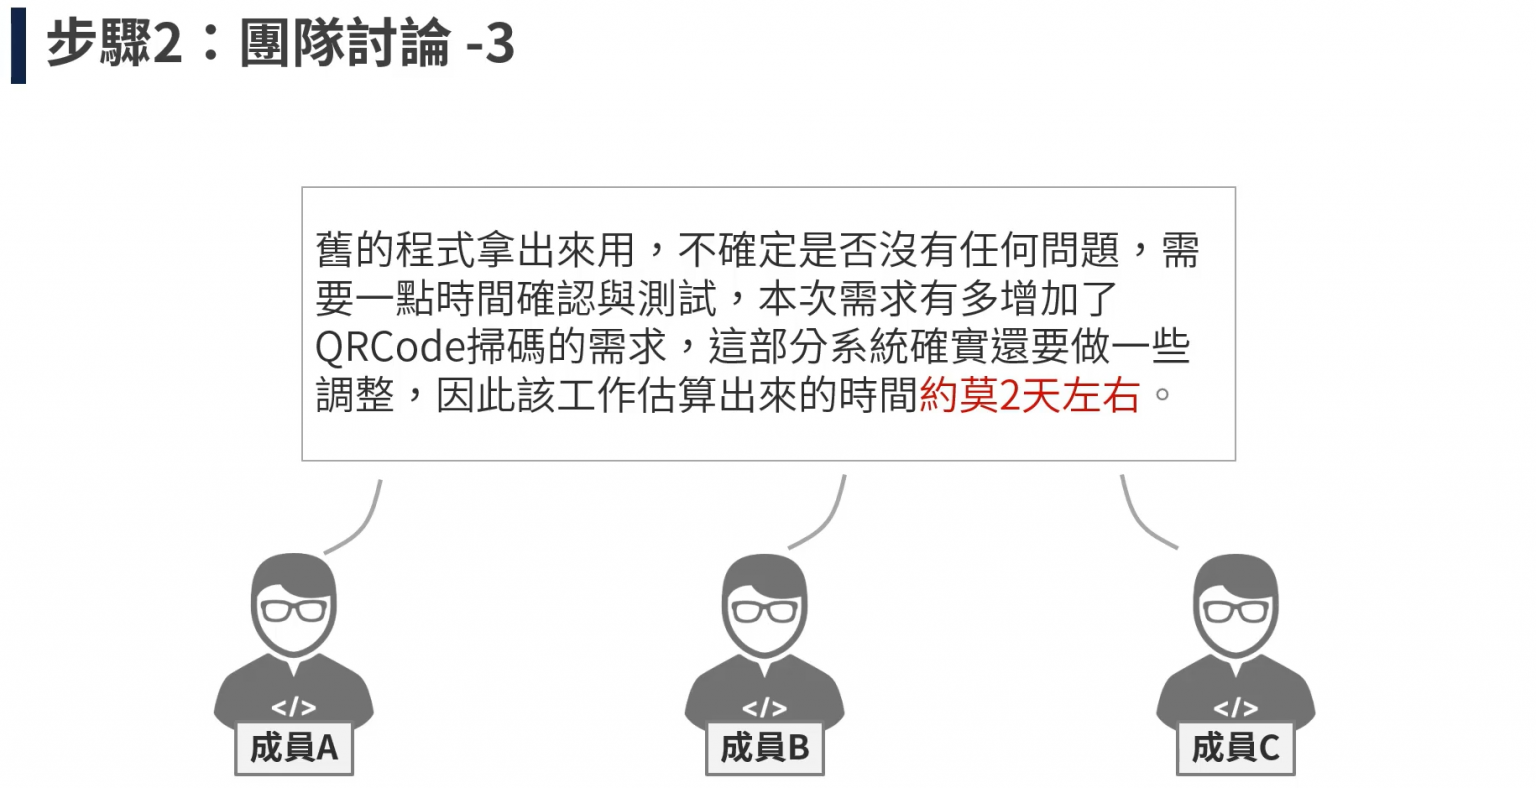 步驟2：團隊討論 -3
舊的程式拿出來用，不確定是否沒有任何問題，需
要一點時間確認與測試，本次需求有多增加了
QRCode掃碼的需求，這部分系統確實還要做一些
調整，因此該工作估算出來的時間約莫2天左右。
</> </> </>
成員A 成員B 成員C